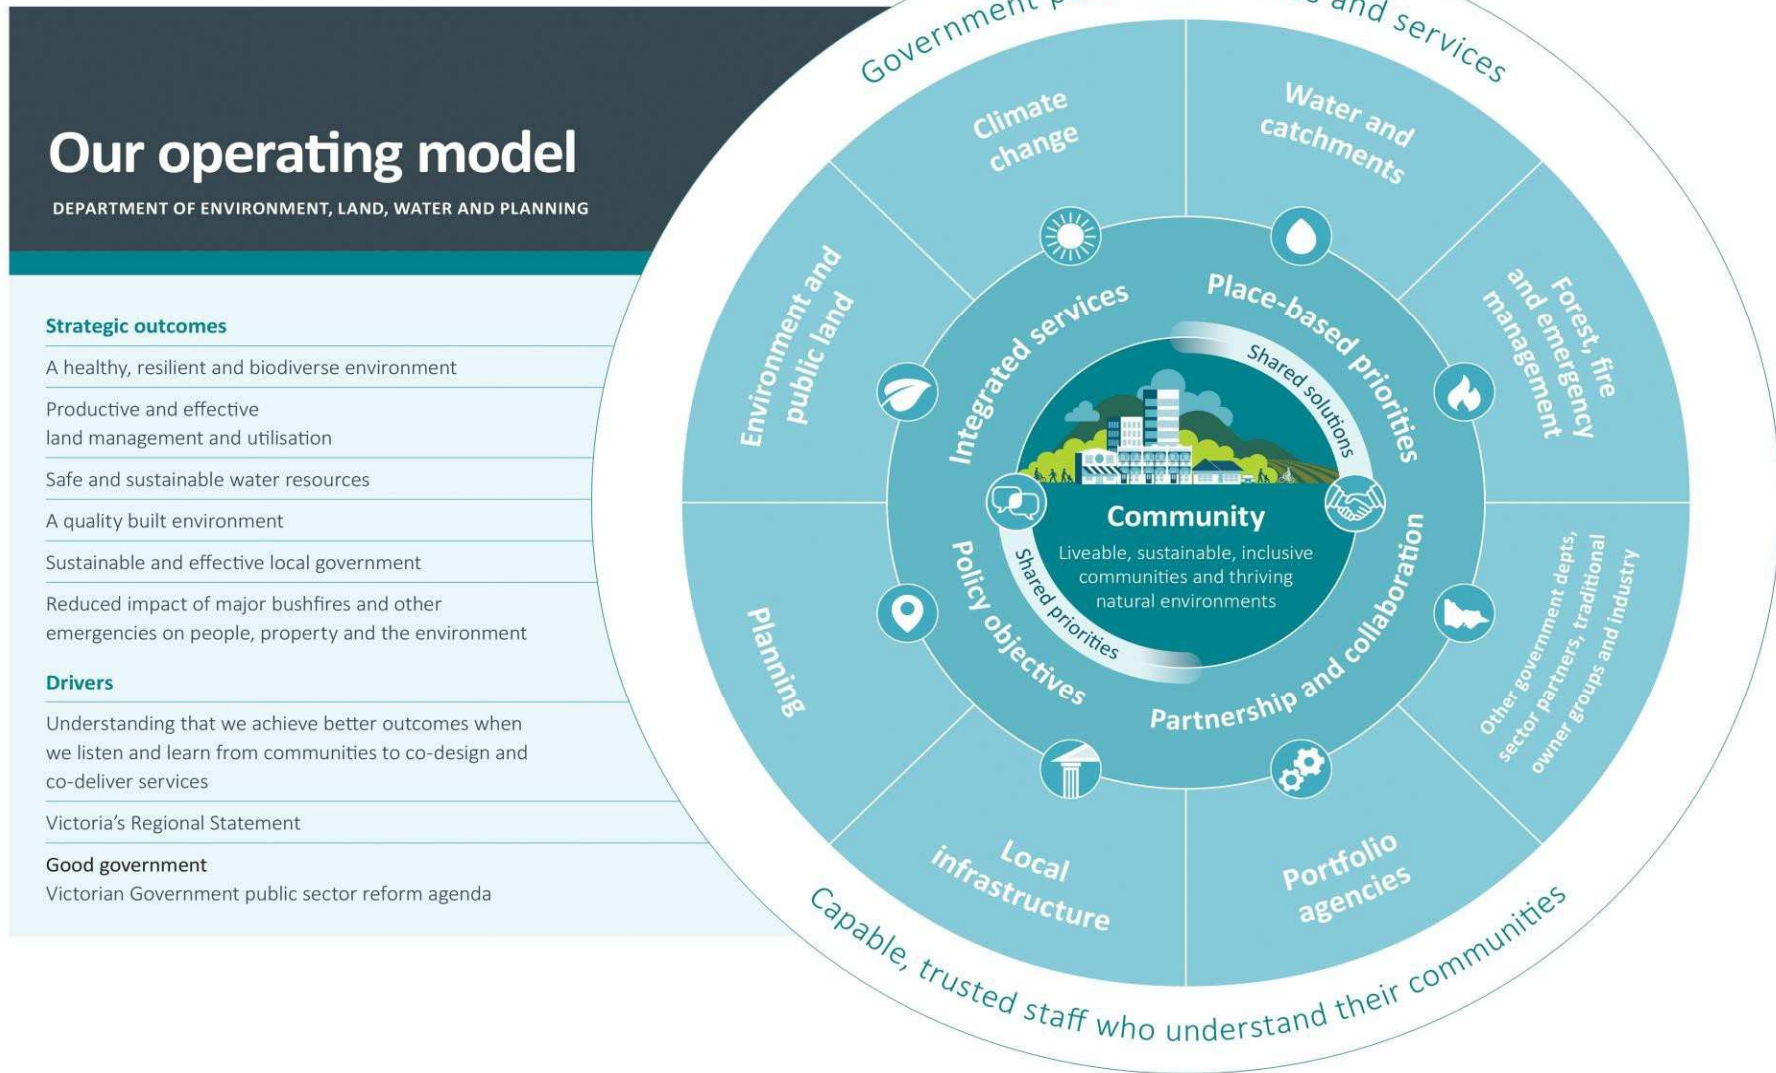 Our operating model
DEPARTMENT OF ENVIRONMENT, LAND, WATER AND PLANNING
Strategic outcomes
A healthy, resilient and biodiverse environment
Productive and effective
land management and utilisation
Safe and sustainable water resources
A quality built environment
Sustainable and effective local government
Reduced impact of major bushfires and other
emergencies on people, property and the environment
Drivers
Understanding that we achieve better outcomes when
we listen and learn from communities to co-design and
co-deliver services
Victoria's Regional Statement
Good government
Victorian Government public sector reform agenda
Government and services
Climate
change
Water and
catchments
Forest, fire
and emergency
management
Other government depts,
sector partners, traditional
owner groups and industry
Portfolio
agencies
Local
infrastructure
Planning
Environment and
public land
Integrated services
Place-based priorities
Partnership and collaboration
Policy objectives
Shared solutions
Shared priorities
Community
Liveable, sustainable, inclusive
communities and thriving
natural environments
Capable, trusted staff who understand their communities